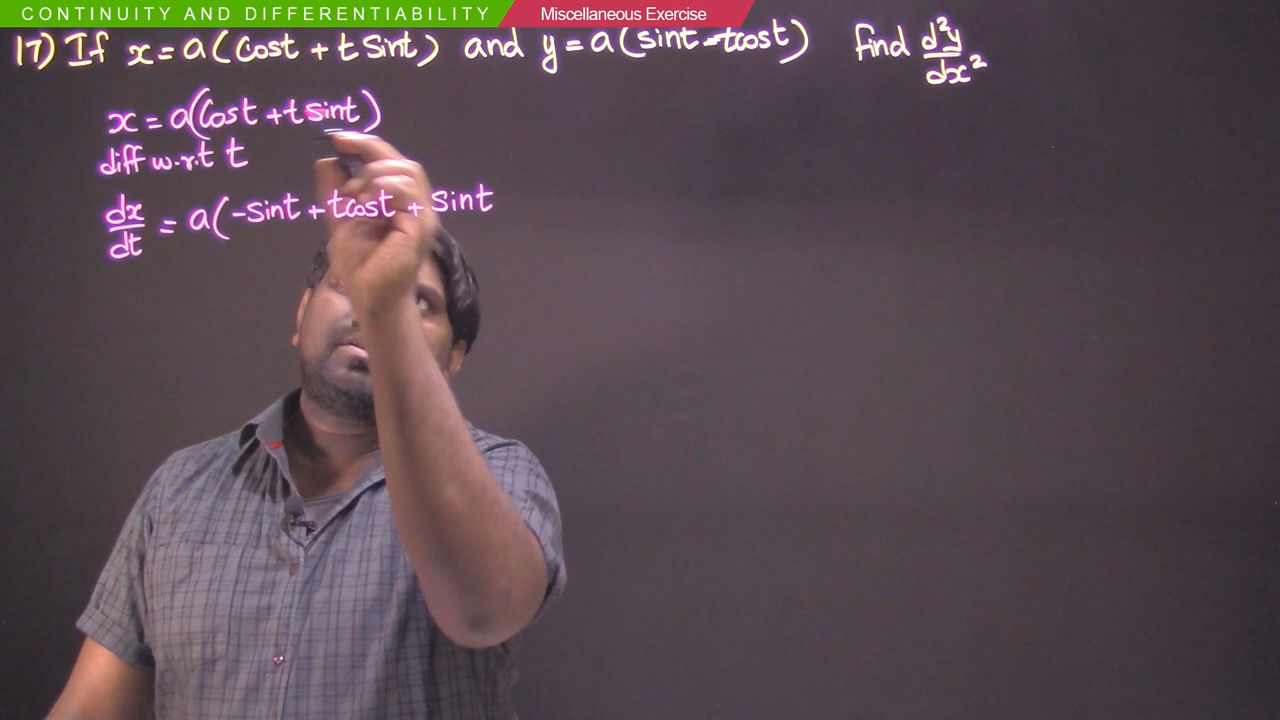 CONTINUITY AND DIFFERENTIABILITY Miscellaneous Exercise
17) If x = a(Cost + t Sint) and y = a(sint - tcost) find d²y/dx²
x = a(Cost + t sint)
diff w.r.t t
dx/dt = a(-sint + tcost + sint